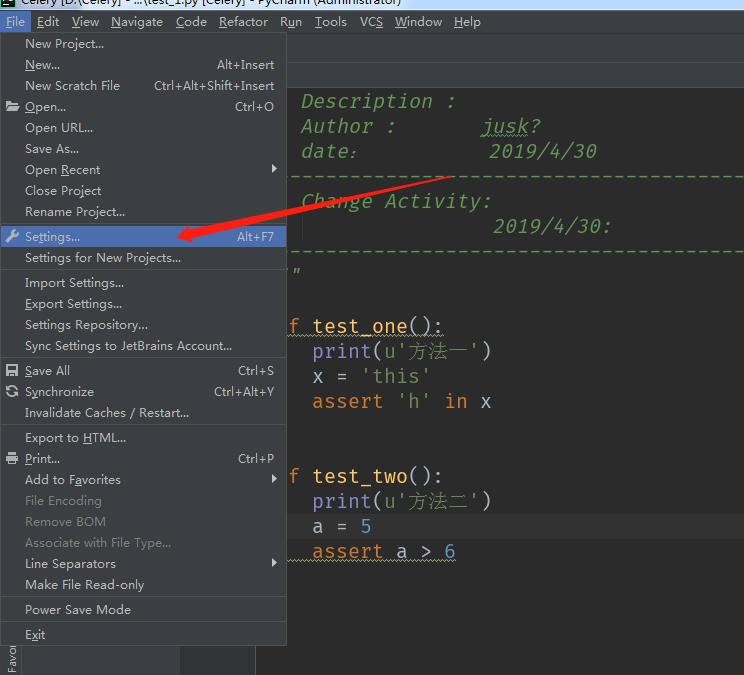 Celery [D:\Celery] - ...\test_1.py [Celery] - PyCharm (Administrator)
File Edit View Navigate Code Refactor Run Tools VCS Window Help
New Project...
New... Alt+Insert
New Scratch File Ctrl+Alt+Shift+Insert
Open... Ctrl+O
Open URL...
Save As...
Open Recent
Close Project
Rename Project...
Settings... Alt+F7
Settings for New Projects...
Import Settings...
Export Settings...
Settings Repository...
Sync Settings to JetBrains Account...
Save All Ctrl+S
Synchronize Ctrl+Alt+Y
Invalidate Caches / Restart...
Export to HTML...
Print... Ctrl+P
Add to Favorites
File Encoding
Remove BOM
Associate with File Type...
Line Separators
Make File Read-only
Power Save Mode
Exit
Favor
Description :
Author : jusk?
date: 2019/4/30
-------------------------------------
Change Activity:
2019/4/30:
-------------------------------------
"
f test_one():
print(u'方法一')
x = 'this'
assert 'h' in x
f test_two():
print(u'方法二')
a = 5
assert a > 6